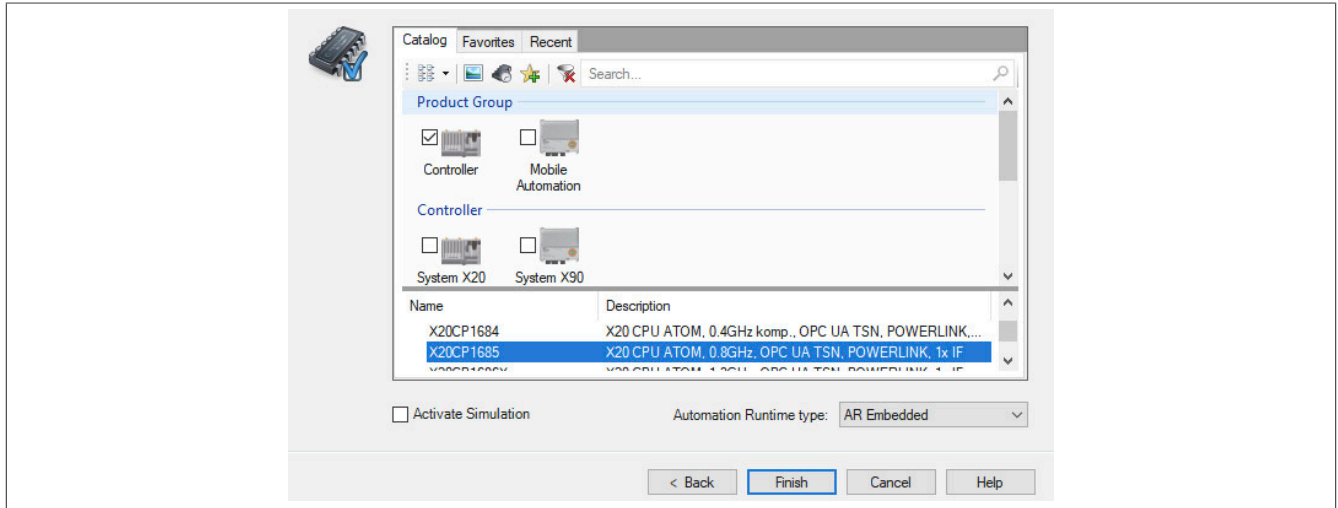 Catalog Favorites Recent
Search...
Product Group
Controller Mobile Automation
Controller
System X20 System X90
Name Description
X20CP1684 X20 CPU ATOM, 0.4GHz komp., OPC UA TSN, POWERLINK,...
X20CP1685 X20 CPU ATOM, 0.8GHz, OPC UA TSN, POWERLINK, 1x IF
Activate Simulation Automation Runtime type: AR Embedded
< Back Finish Cancel Help